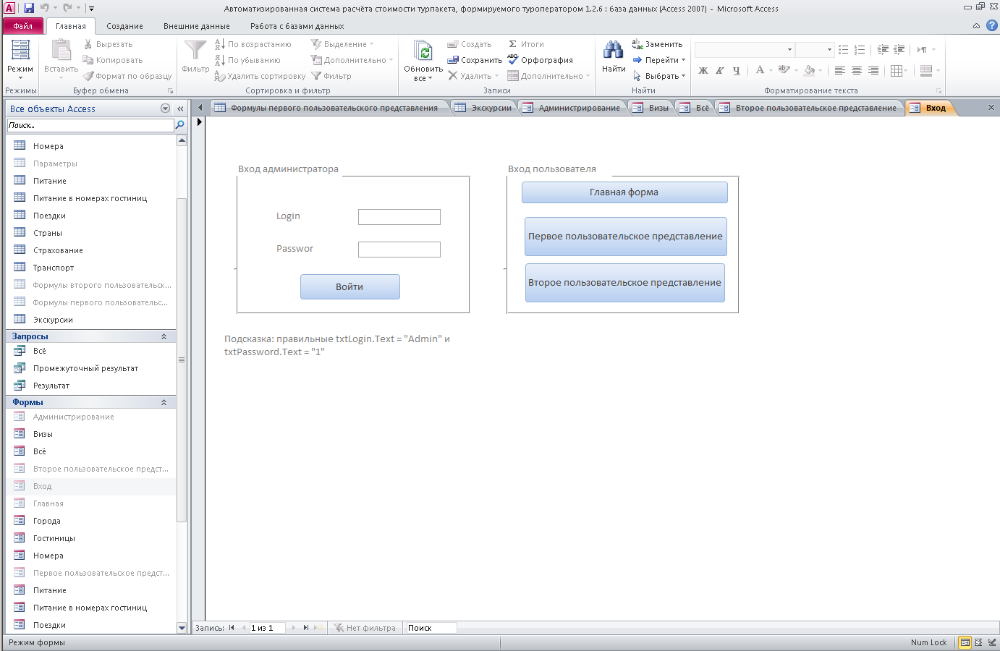 Автоматизированная система расчёта стоимости турпакета, формируемого туроператором 1.2.6 : база данных (Access 2007) - Microsoft Access
Файл Главная Создание Внешние данные Работа с базами данных
Режим
Режимы
Вставить
Вырезать
Копировать
Формат по образцу
Буфер обмена
Фильтр
По возрастанию
По убыванию
Удалить сортировку
Выделение
Дополнительно
Фильтр
Сортировка и фильтр
Обновить
все
Создать
Сохранить
Удалить
Итоги
Орфография
Дополнительно
Записи
Найти
Заменить
Перейти
Выбрать
Найти
Ж К Ч А
Форматирование текста
Все объекты Access
Поиск...
Номера
Параметры
Питание
Питание в номерах гостиниц
Поездки
Страны
Страхование
Транспорт
Формулы второго пользовательск...
Формулы первого пользовательс...
Экскурсии
Запросы
Всё
Промежуточный результат
Результат
Формы
Администрирование
Визы
Всё
Второе пользовательское предст...
Вход
Главная
Города
Гостиницы
Номера
Первое пользовательское предст...
Питание
Питание в номерах гостиниц
Поездки
Формулы первого пользовательского представления Экскурсии Администрирование Визы Всё Второе пользовательское представление Вход
Вход администратора
Login
Passwor
Войти
Вход пользователя
Главная форма
Первое пользовательское представление
Второе пользовательское представление
Подсказка: правильные txtLogin.Text = "Admin" и
txtPassword.Text = "1"
Запись: 1 из 1 Нет фильтра Поиск
Режим формы Num Lock